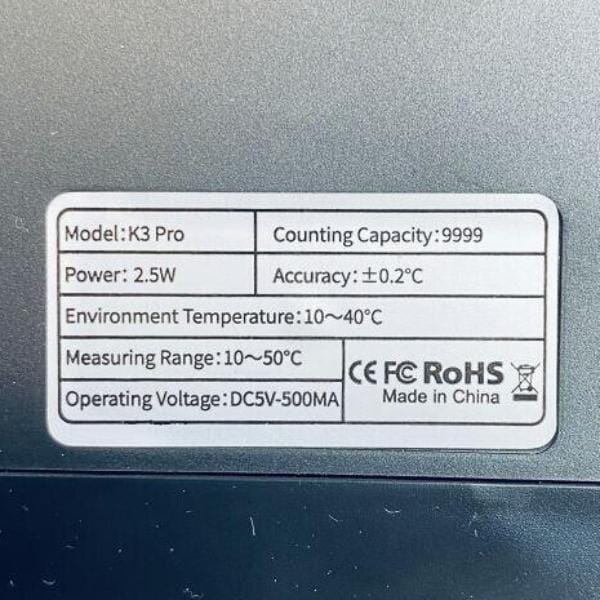 Model:K3 Pro
Counting Capacity:9999
Power: 2.5W
Accuracy:±0.2°C
Environment Temperature:10～40°C
Measuring Range:10～50°C
Operating Voltage:DC5V-500MA
CE FC RoHS
Made in China